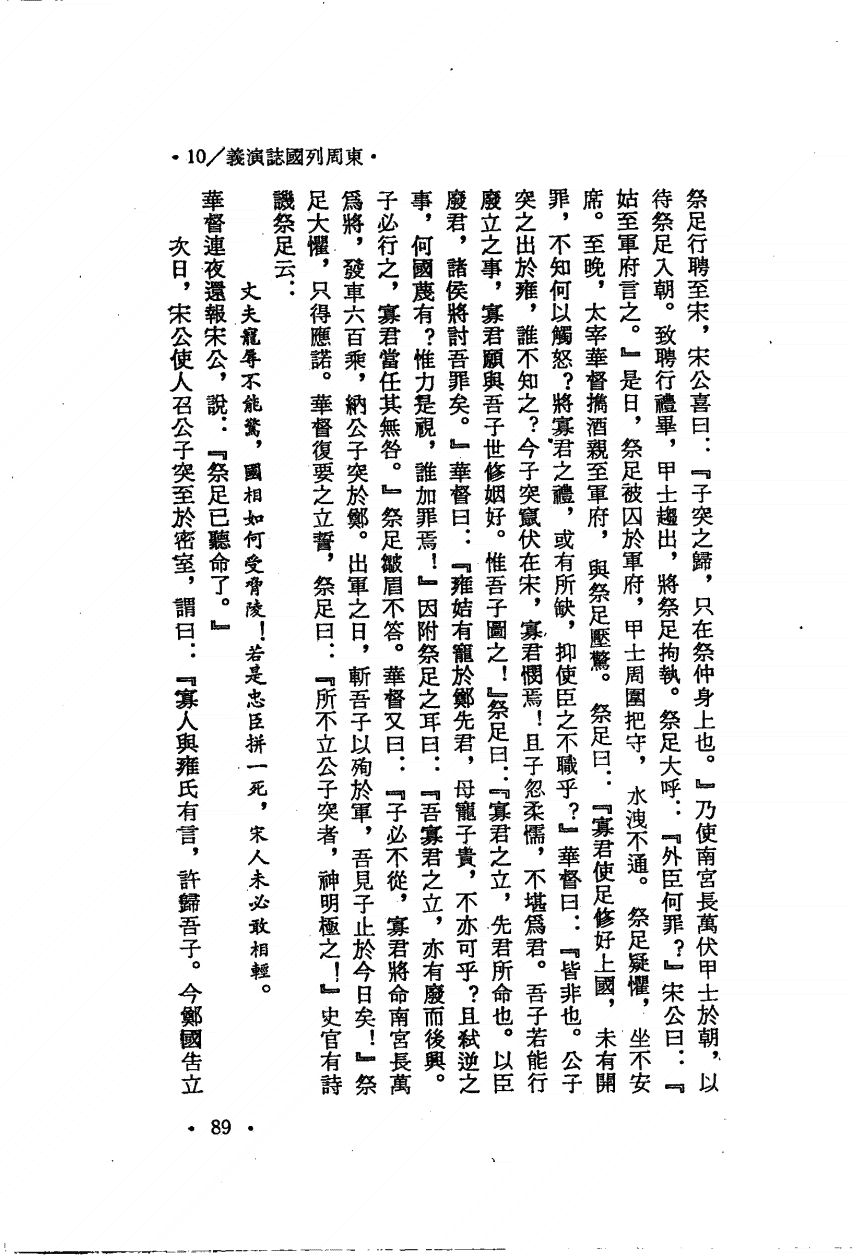 •東周列國誌演義/10•
祭足行聘至宋，宋公喜曰：『子突之歸，只在祭仲身上也。』乃使南宮長萬伏甲士於朝，以
待祭足入朝。致聘行禮畢，甲士趨出，將祭足拘執。祭足大呼：『外臣何罪？』宋公曰：『
姑至軍府言之。』是日，祭足被囚於軍府，甲士周圍把守，水洩不通。祭足疑懼，坐不安
席。至晚，太宰華督攜酒親至軍府，與祭足壓驚。祭足曰：『寡君使足修好上國，未有開
罪，不知何以觸怒？將寡君之禮，或有所缺，抑使臣之不職乎？』華督曰：『皆非也。公子
突之出於雍，誰不知之？今子突竄伏在宋，寡君憫焉！且子忽柔懦，不堪爲君。吾子若能行
廢立之事，寡君願與吾子世修姻好。惟吾子圖之！』祭足曰：『寡君之立，先君所命也。以臣
廢君，諸侯將討吾罪矣。』華督曰：『雍姞有寵於鄭先君，母寵子貴，不亦可乎？且弒逆之
事，何國蔑有？惟力是視，誰加罪焉！』因附祭足之耳曰：『吾寡君之立，亦有廢而後興。
子必行之，寡君當任其無咎。』祭足皺眉不答。華督又曰：『子必不從，寡君將命南宮長萬
爲將，發車六百乘，納公子突於鄭。出軍之日，斬吾子以殉於軍，吾見子止於今日矣！』祭
足大懼，只得應諾。華督復要之立誓，祭足曰：『所不立公子突者，神明殛之！』史官有詩
譏祭足云：
丈夫寵辱不能驚，國相如何受脅陵！若是忠臣拼一死，宋人未必敢相輕。
華督連夜還報宋公，說：『祭足已聽命了。』
次日，宋公使人召公子突至於密室，謂曰：『寡人與雍氏有言，許歸吾子。今鄭國告立
•89•